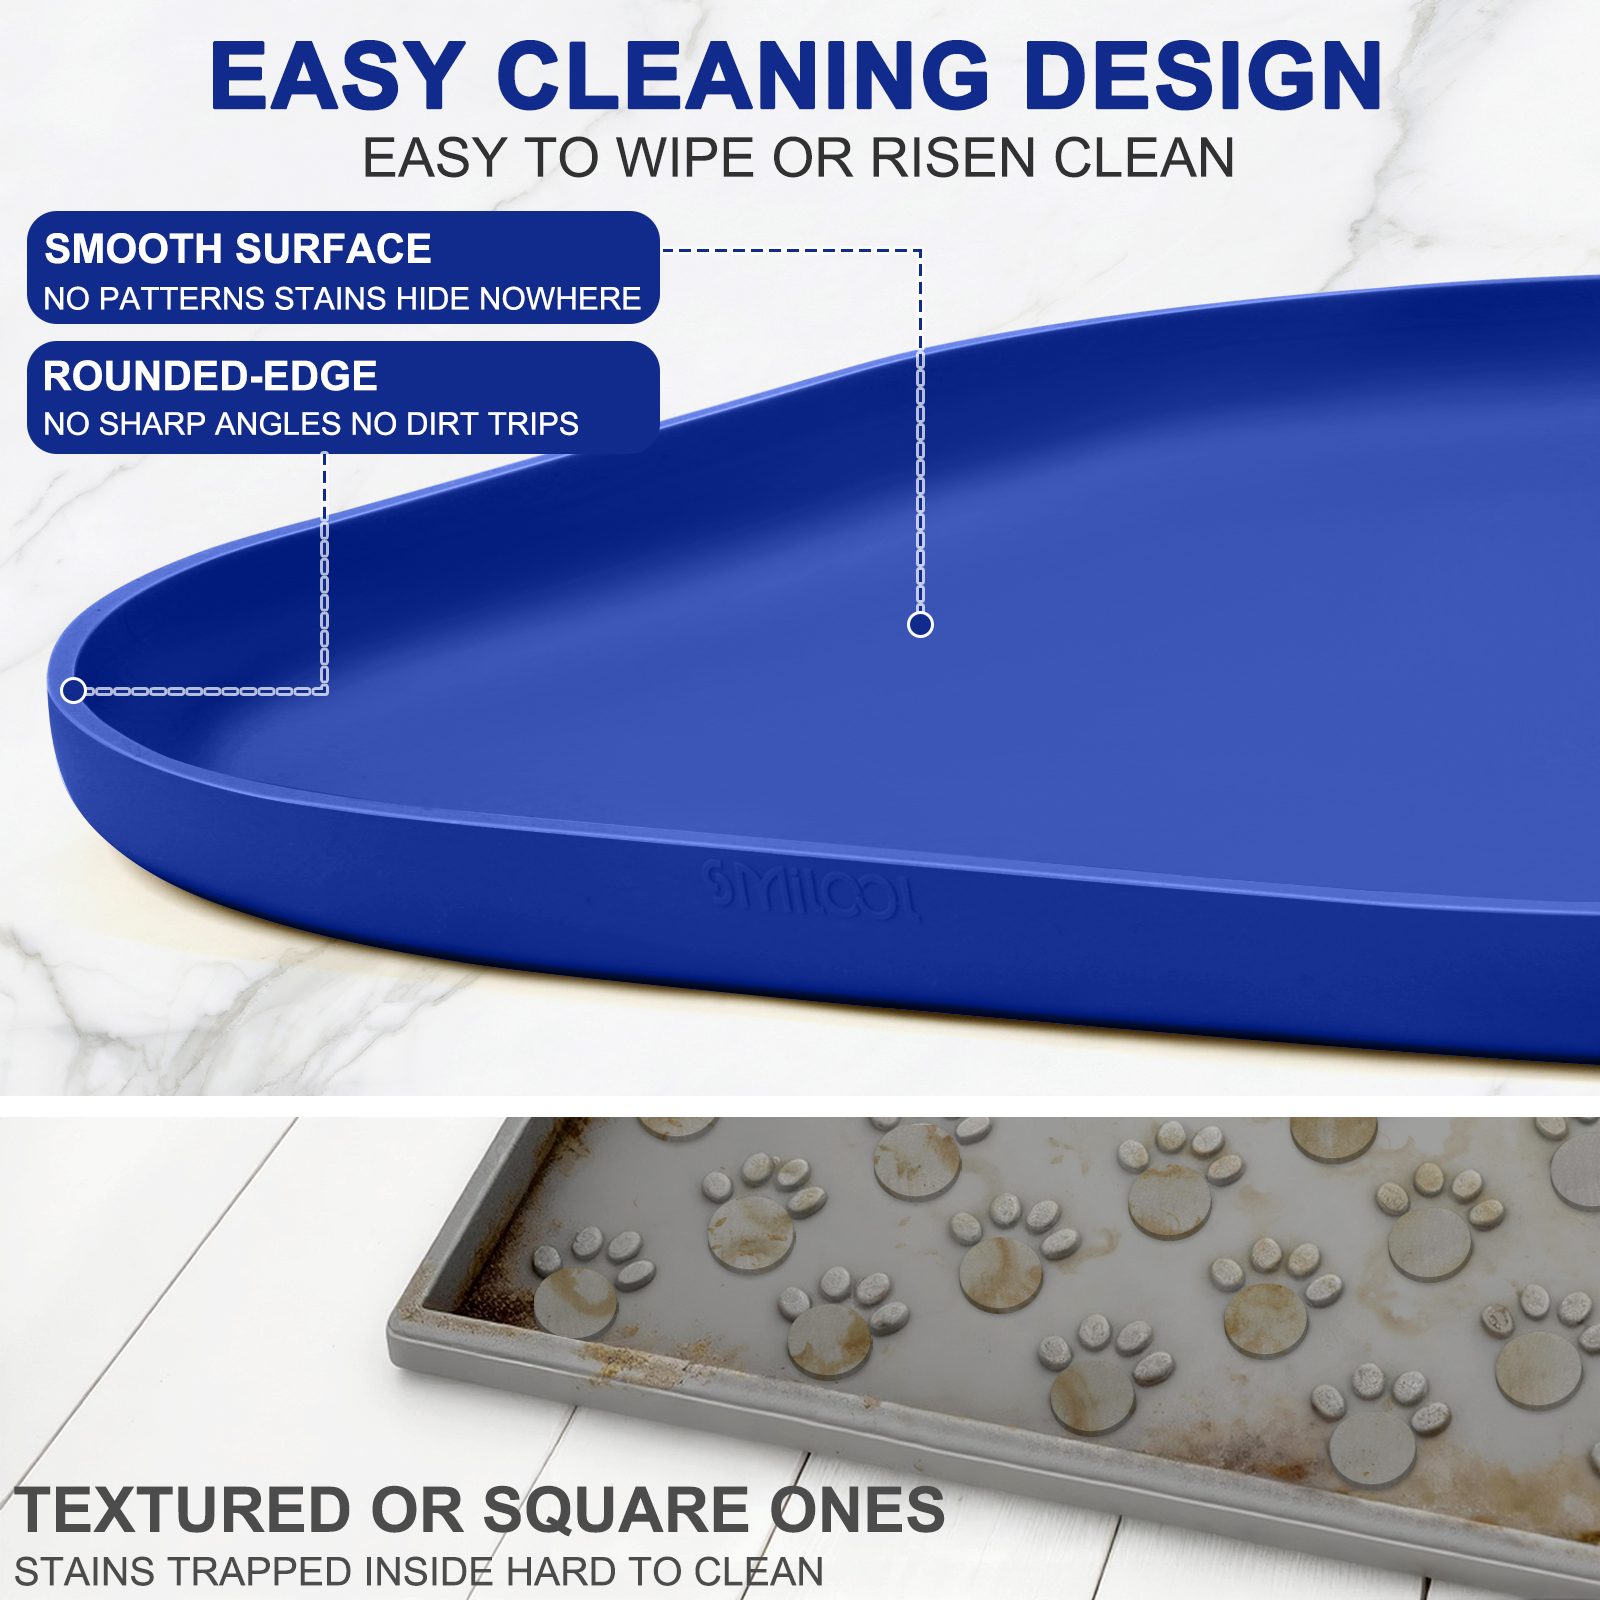 EASY CLEANING DESIGN
EASY TO WIPE OR RISEN CLEAN
SMOOTH SURFACE
NO PATTERNS STAINS HIDE NOWHERE
ROUNDED-EDGE
NO SHARP ANGLES NO DIRT TRIPS
SMILCOL
TEXTURED OR SQUARE ONES
STAINS TRAPPED INSIDE HARD TO CLEAN